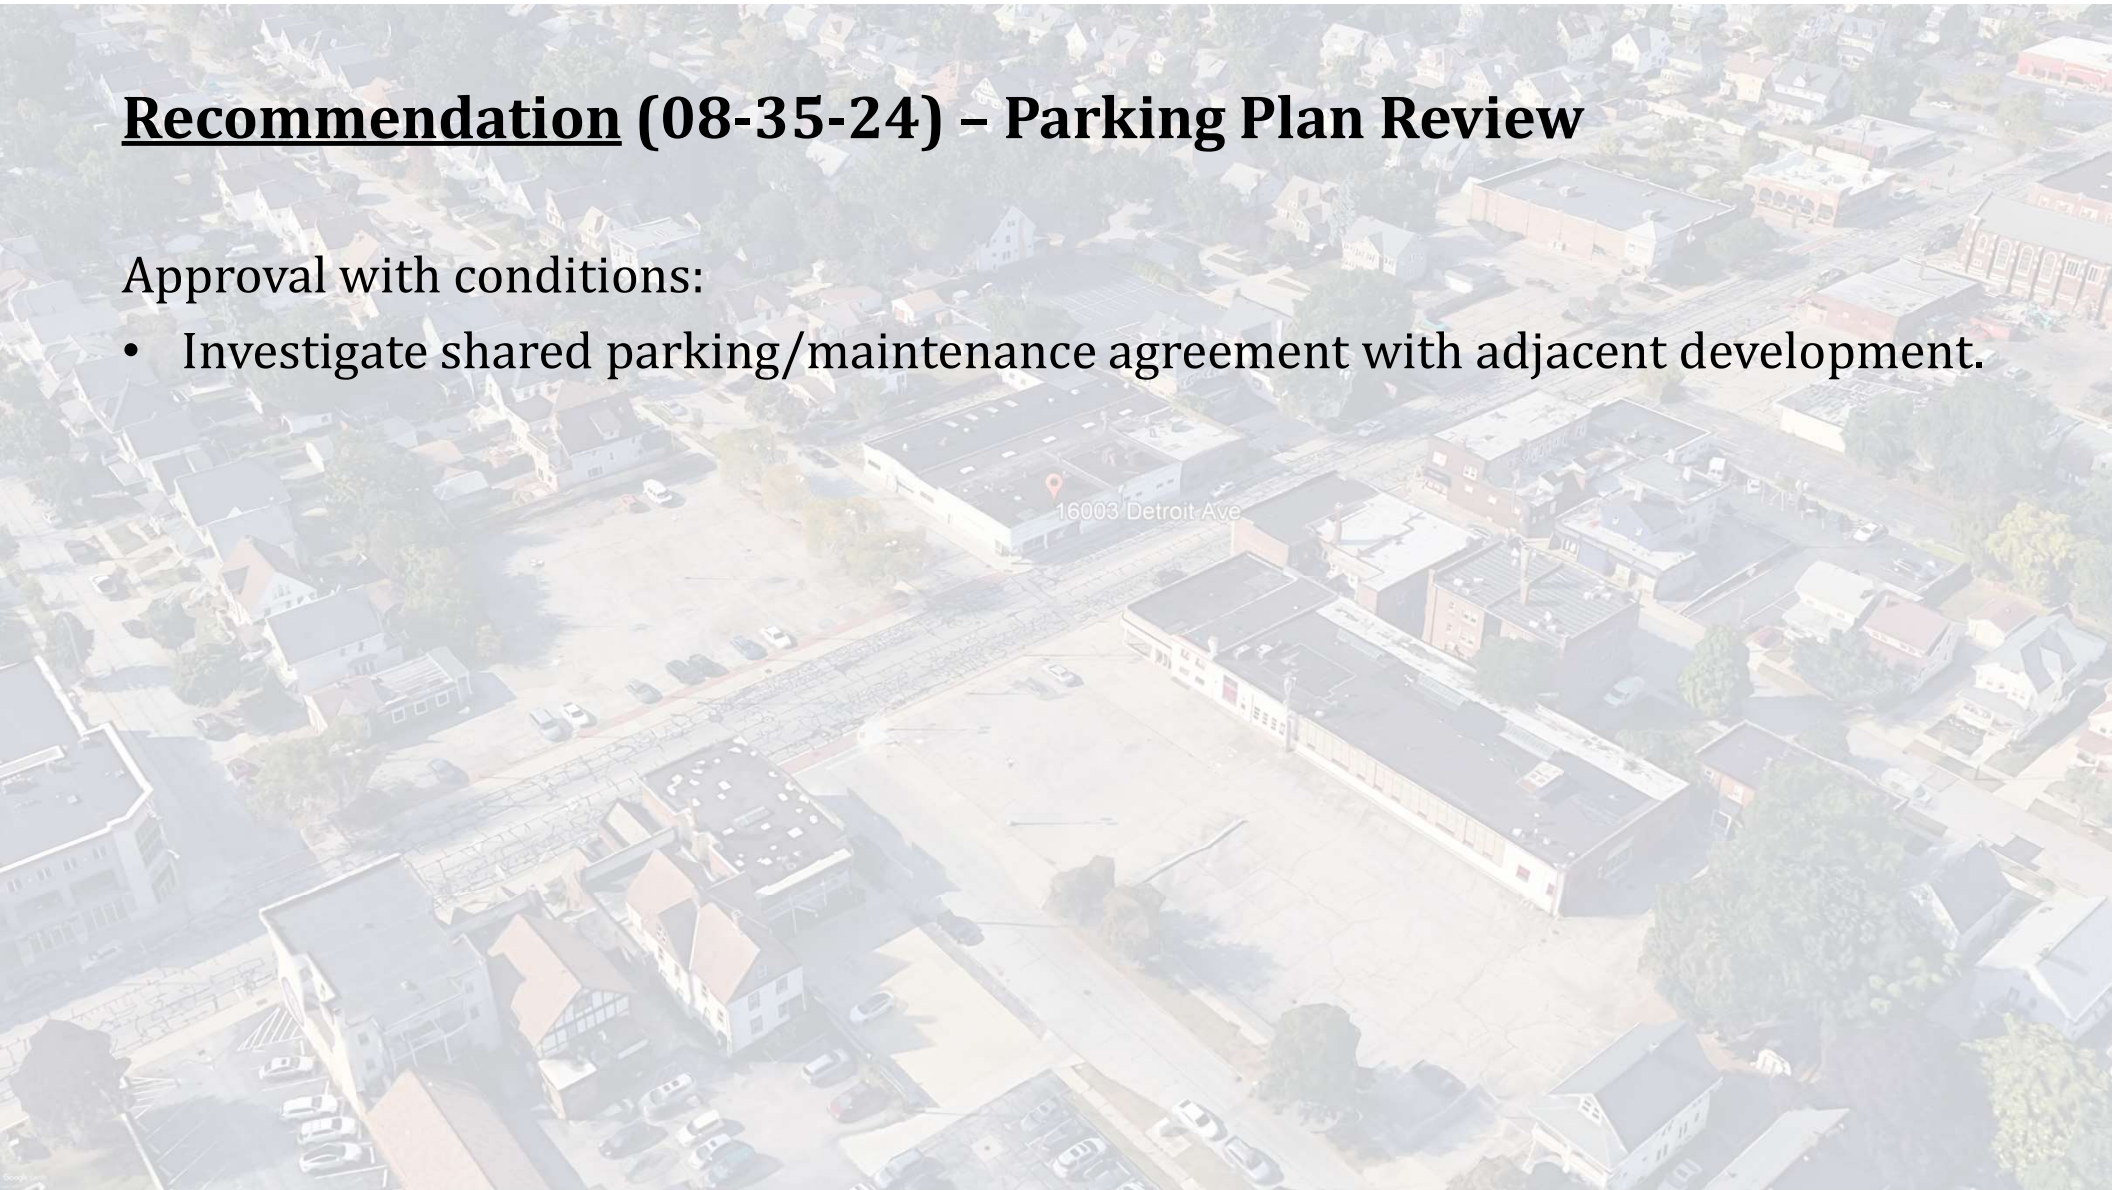 Recommendation (08-35-24) – Parking Plan Review
Approval with conditions:
• Investigate shared parking/maintenance agreement with adjacent development.
16003 Detroit Ave
Google